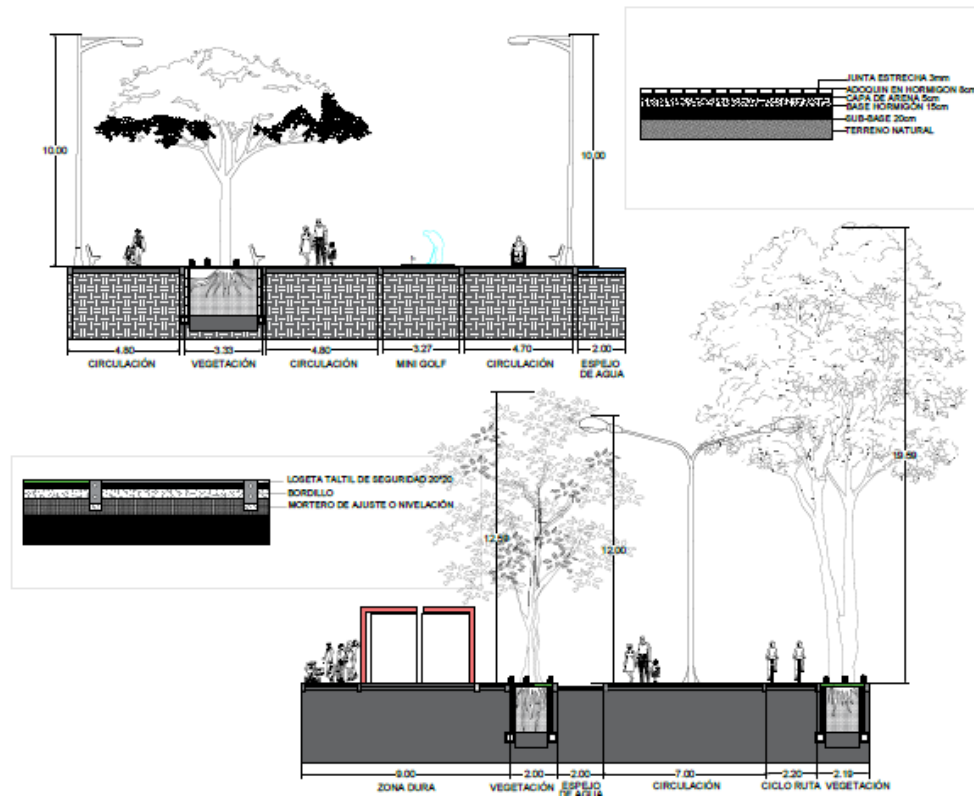 JUNTA ESTRECHA 3mm
ADOQUIN EN HORMIGON 8cm
CAPA DE ARENA 5cm
BASE HORMIGÓN 15cm
SUB-BASE 20cm
TERRENO NATURAL
10.00
10.00
4.80 3.33 4.80 3.27 4.70 2.00
CIRCULACIÓN VEGETACIÓN CIRCULACIÓN MINI GOLF CIRCULACIÓN ESPEJO
DE AGUA
LOSETA TALTIL DE SEGURIDAD 20*20
BORDILLO
MORTERO DE AJUSTE O NIVELACIÓN
12.59
12.00
19.59
9.00 2.00 2.00 7.00 2.20 2.19
ZONA DURA VEGETACIÓN ESPEJO CIRCULACIÓN CICLO RUTA VEGETACIÓN
DE AGUA